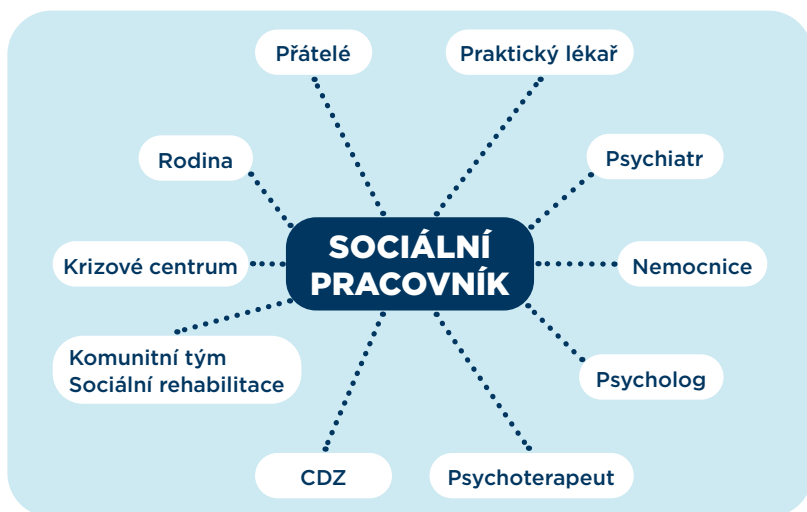 Přátelé
Praktický lékař
Rodina
Psychiatr
SOCIÁLNÍ
PRACOVNÍK
Krizové centrum
Nemocnice
Komunitní tým
Sociální rehabilitace
Psycholog
CDZ
Psychoterapeut